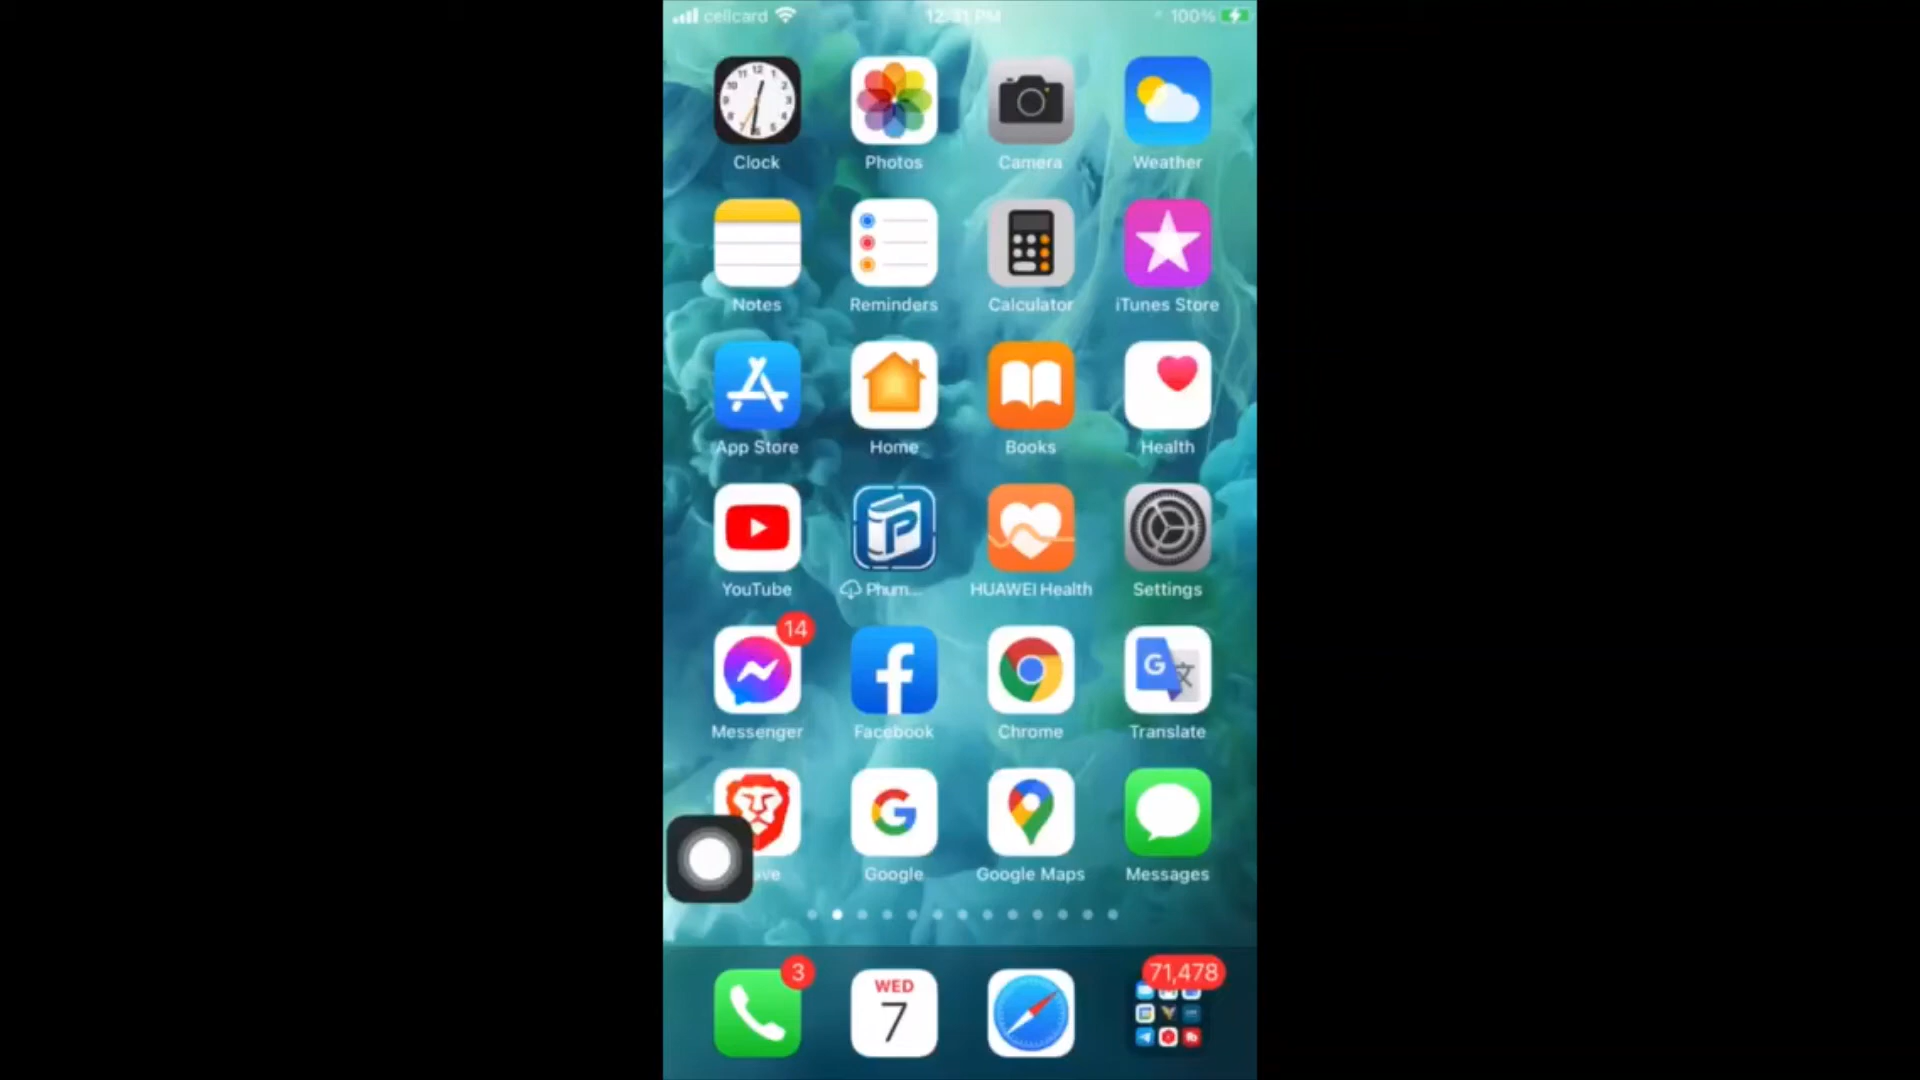 cellcard 12:31 PM 100%
Clock Photos Camera Weather
Notes Reminders Calculator iTunes Store
App Store Home Books Health
YouTube Phum... HUAWEI Health Settings
14
Messenger Facebook Chrome Translate
Google Google Maps Messages
3 WED 71,478
7